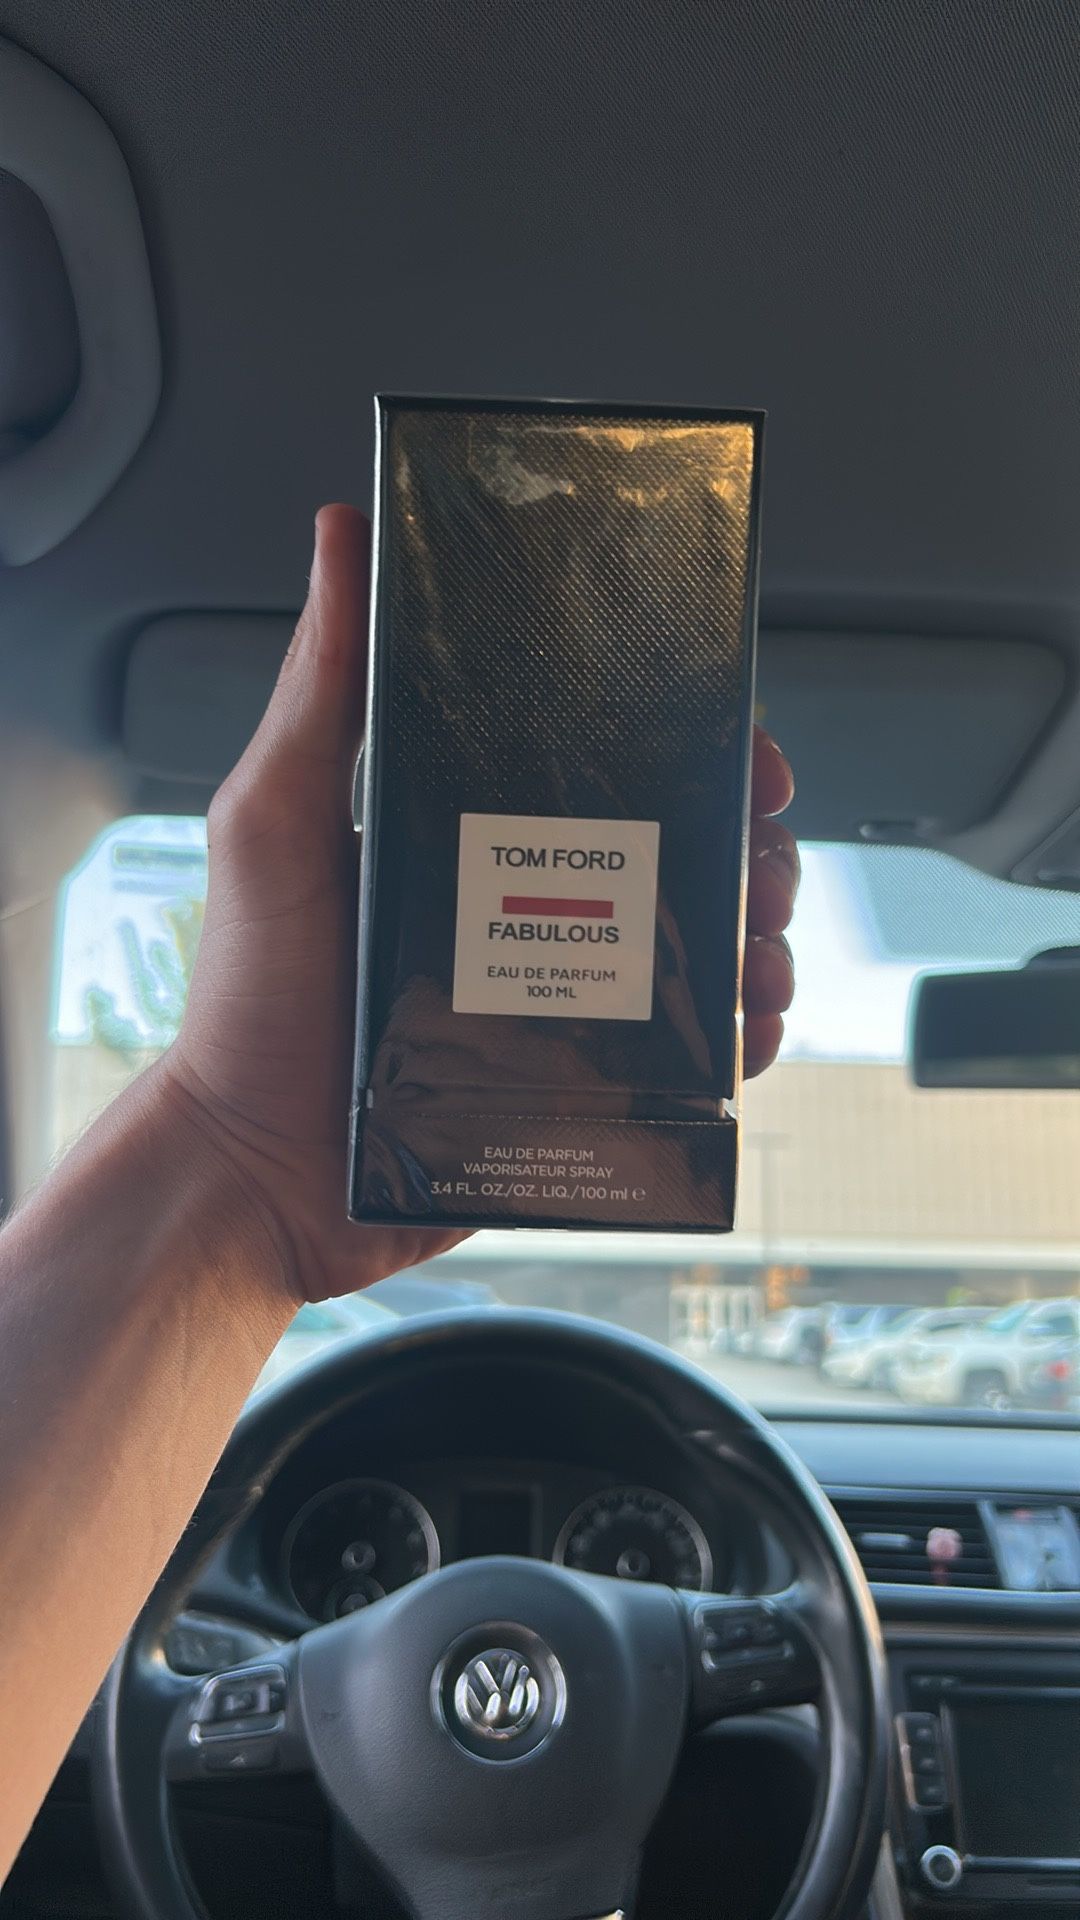 TOM FORD
FABULOUS
EAU DE PARFUM
100 ML
EAU DE PARFUM
VAPORISATEUR SPRAY
3.4 FL. OZ./OZ. LIQ./100 ml ℮